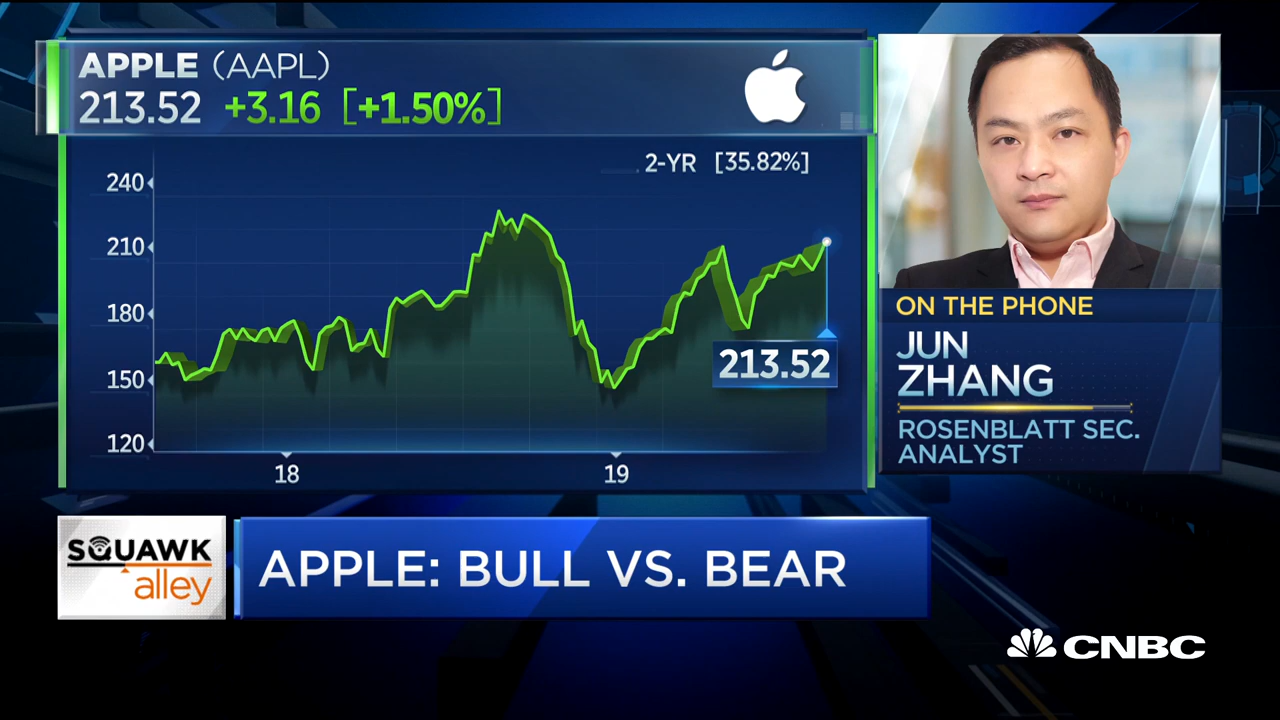 APPLE (AAPL)
213.52 +3.16 [+1.50%]
2-YR [35.82%]
240
210
180
150
120
18
19
213.52
ON THE PHONE
JUN
ZHANG
ROSENBLATT SEC.
ANALYST
SQUAWK
alley
APPLE: BULL VS. BEAR
CNBC